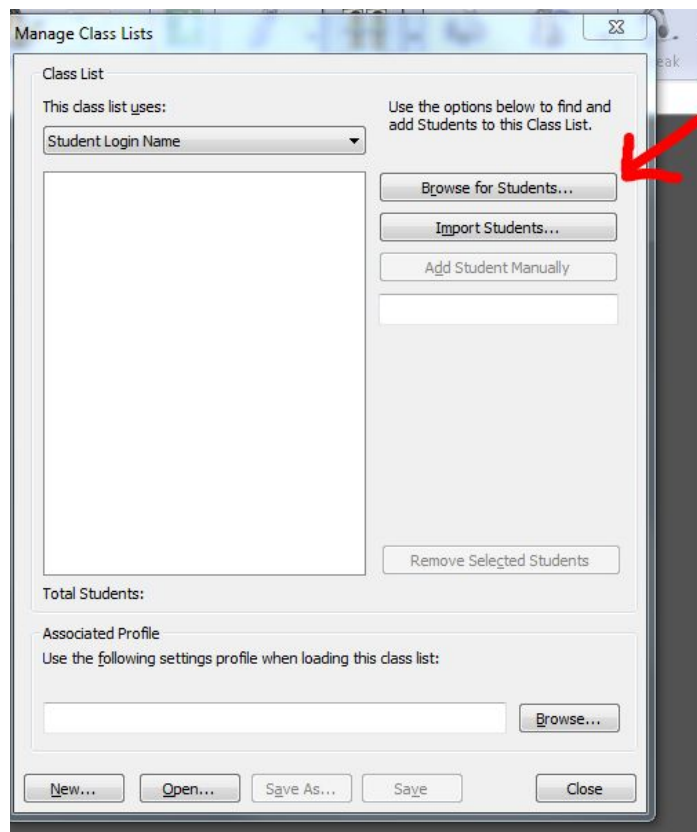 Manage Class Lists
eak
Class List
This class list uses:
Use the options below to find and
add Students to this Class List.
Student Login Name
Browse for Students...
Import Students...
Add Student Manually
Remove Selected Students
Total Students:
Associated Profile
Use the following settings profile when loading this class list:
Browse...
New...
Open...
Save As...
Save
Close